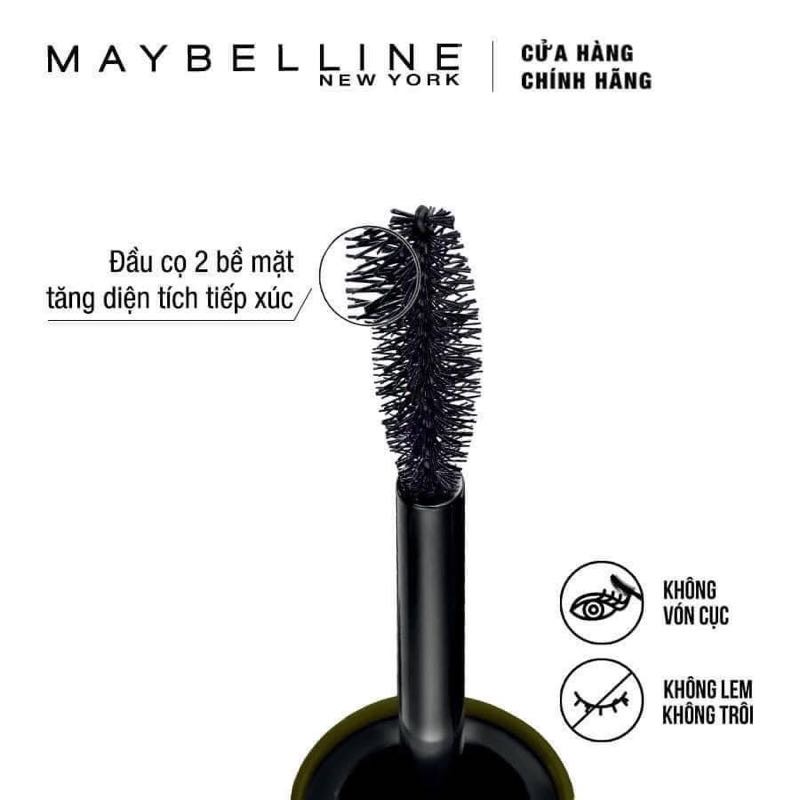 MAYBELLINE
NEW YORK
CỬA HÀNG
CHÍNH HÃNG
Đầu cọ 2 bề mặt
tăng diện tích tiếp xúc
KHÔNG
VÓN CỤC
KHÔNG LEM
KHÔNG TRÔI